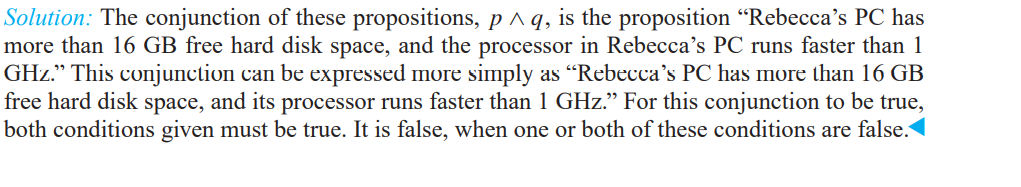 Solution: The conjunction of these propositions, p ∧ q, is the proposition “Rebecca’s PC has
more than 16 GB free hard disk space, and the processor in Rebecca’s PC runs faster than 1
GHz.” This conjunction can be expressed more simply as “Rebecca’s PC has more than 16 GB
free hard disk space, and its processor runs faster than 1 GHz.” For this conjunction to be true,
both conditions given must be true. It is false, when one or both of these conditions are false.